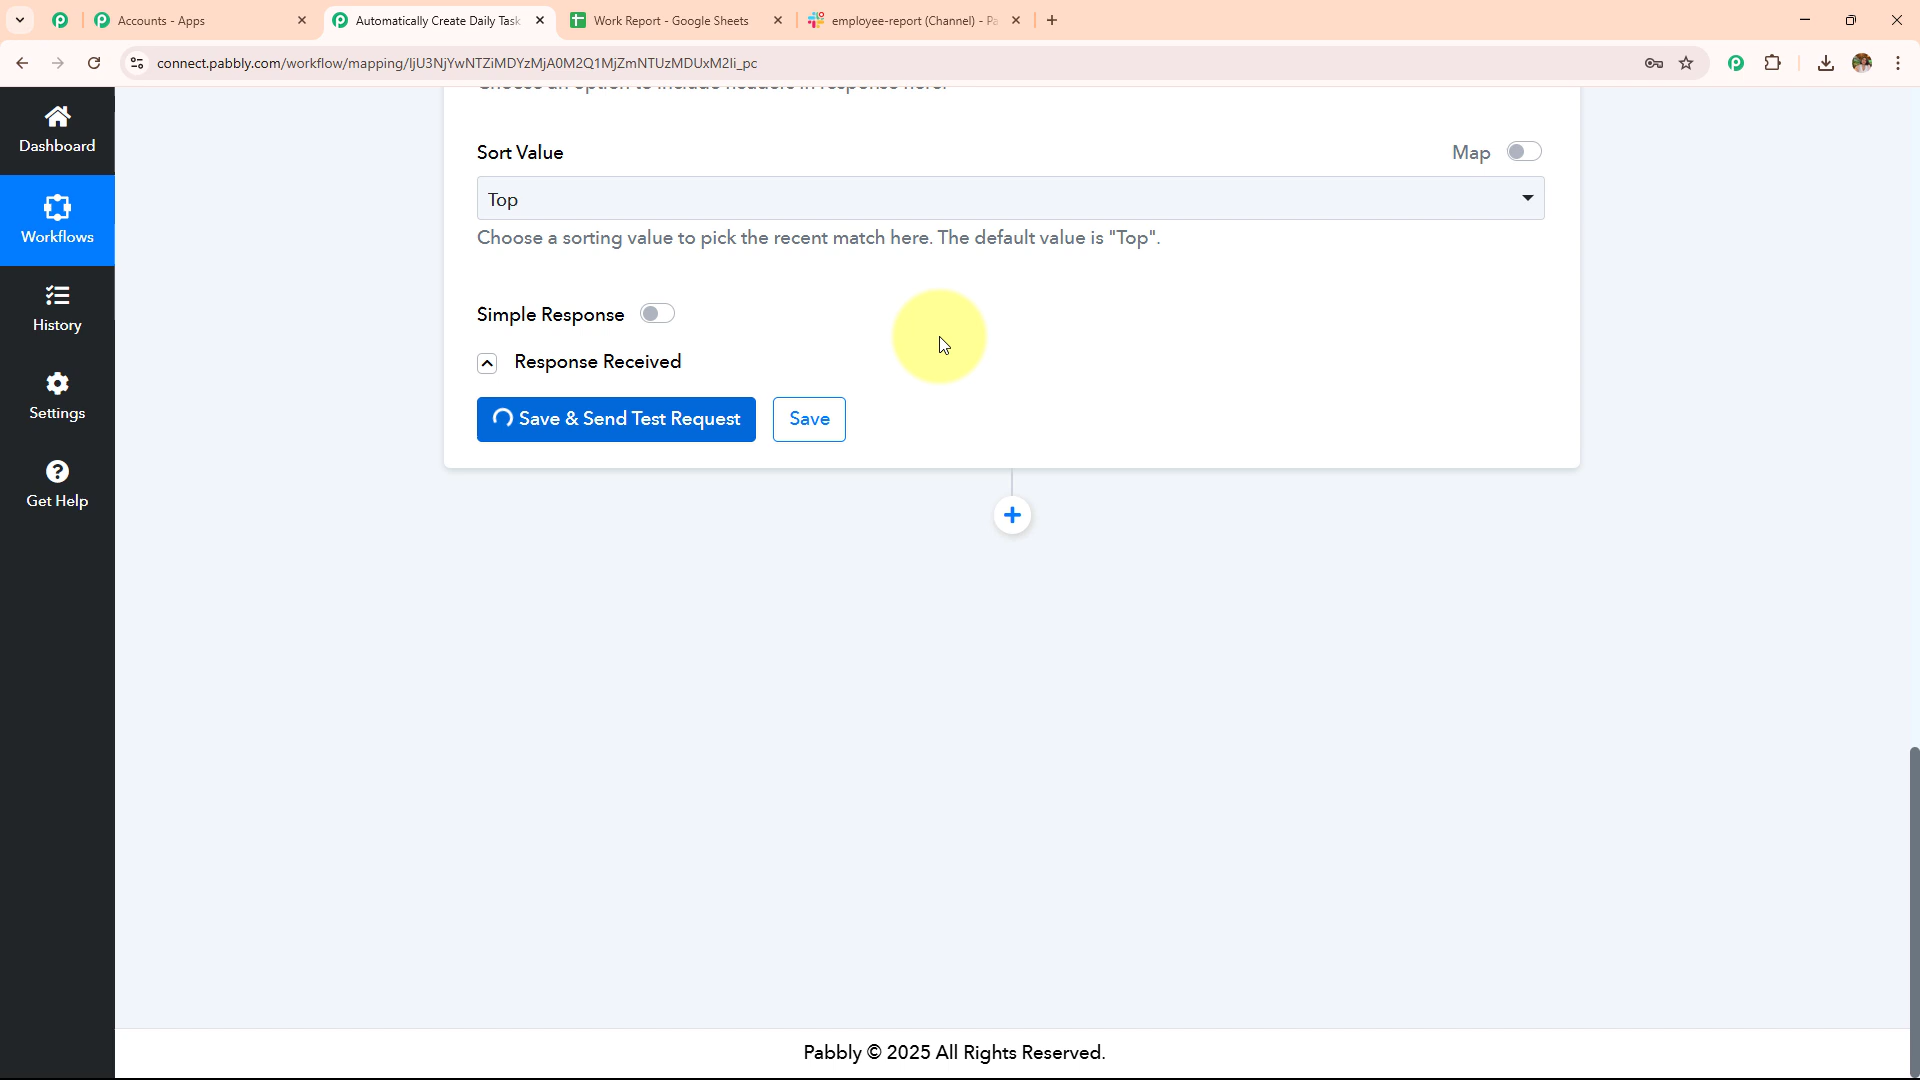 Accounts - Apps
Automatically Create Daily Task
Work Report - Google Sheets
employee-report (Channel) - Pa
connect.pabbly.com/workflow/mapping/IjU3NjYwNTZiMDYzMjA0M2Q1MjZmNTUzMDUxM2Ii_pc
Dashboard
Workflows
History
Settings
Get Help
Choose an option to include headers in response here.
Sort Value
Map
Top
Choose a sorting value to pick the recent match here. The default value is "Top".
Simple Response
Response Received
Save & Send Test Request
Save
Pabbly © 2025 All Rights Reserved.